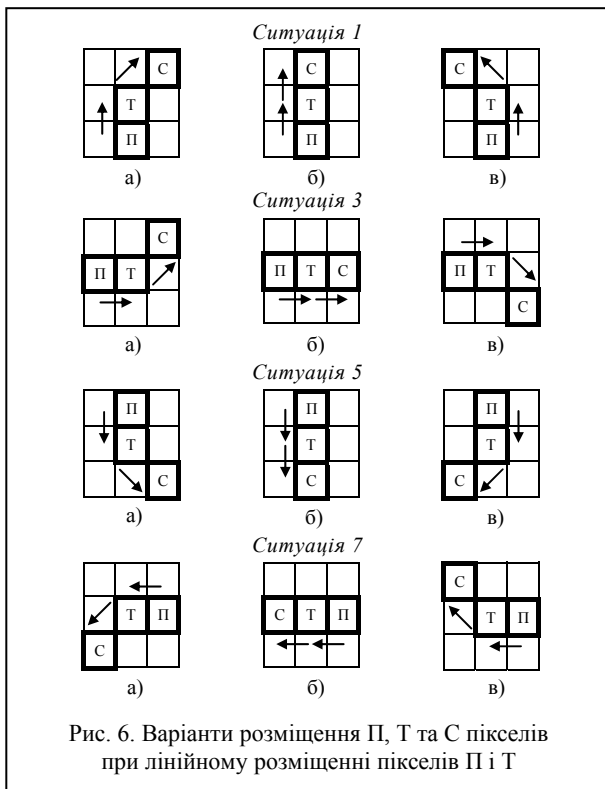 Ситуація 1
С С С
Т Т Т
П П П
а) б) в)
Ситуація 3
С
П Т П Т С П Т
С
а) б) в)
Ситуація 5
П П П
Т Т Т
С С С
а) б) в)
Ситуація 7
С
Т П С Т П Т П
С
а) б) в)
Рис. 6. Варіанти розміщення П, Т та С пікселів
при лінійному розміщенні пікселів П і Т